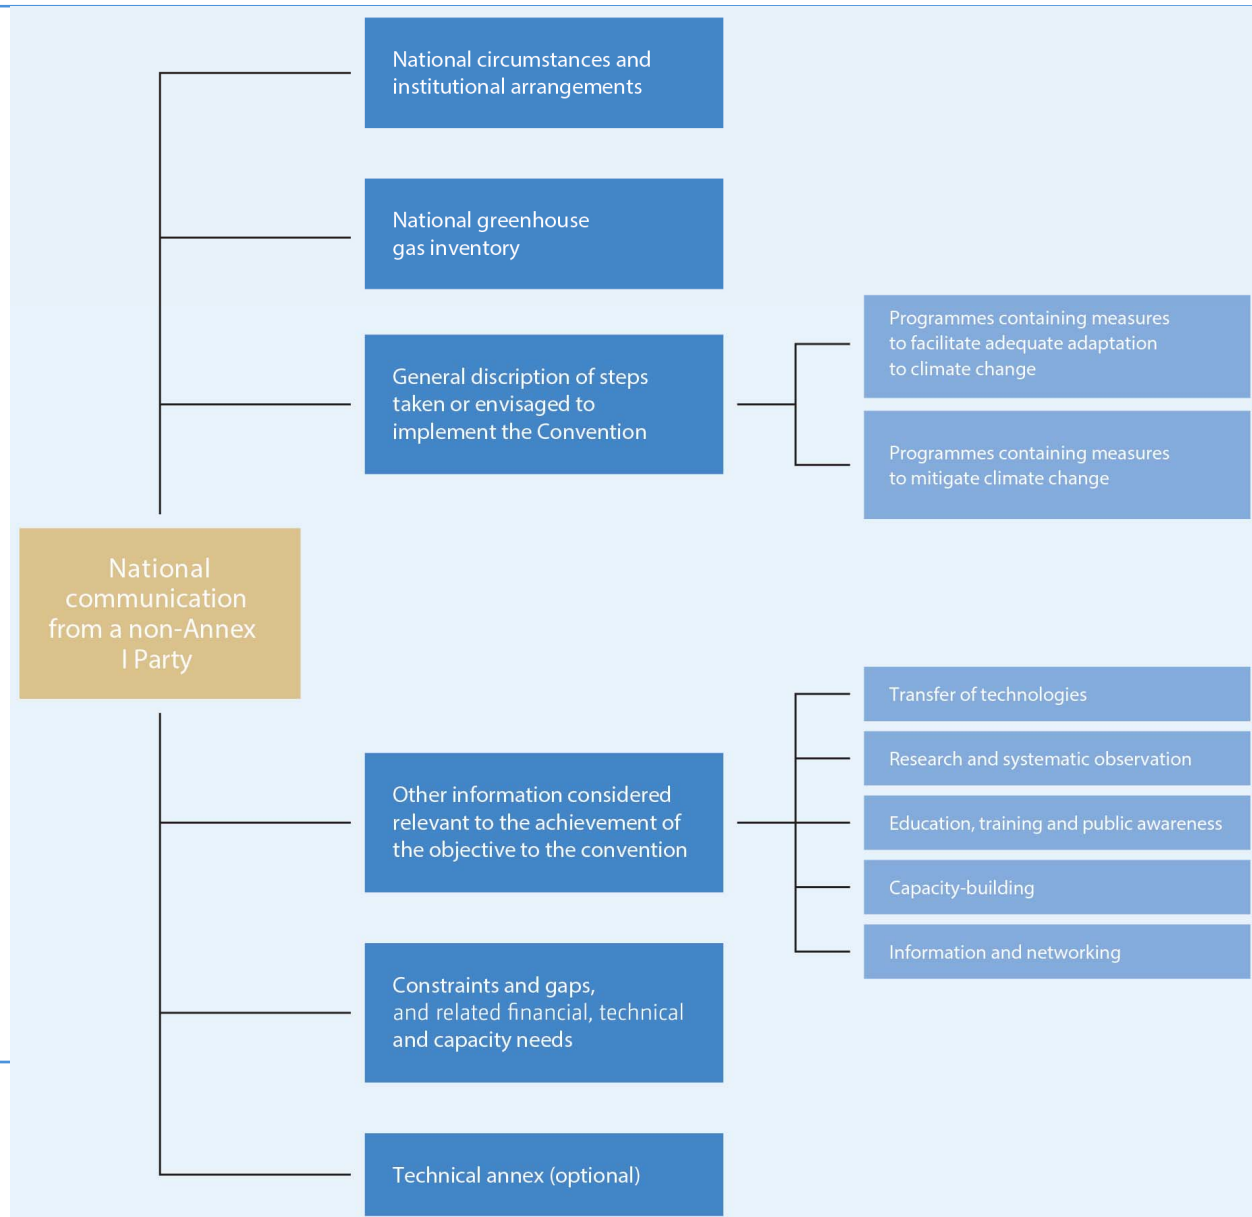 National circumstances and
institutional arrangements
National greenhouse
gas inventory
General discription of steps
taken or envisaged to
implement the Convention
Programmes containing measures
to facilitate adequate adaptation
to climate change
Programmes containing measures
to mitigate climate change
National
communication
from a non-Annex
I Party
Other information considered
relevant to the achievement of
the objective to the convention
Transfer of technologies
Research and systematic observation
Education, training and public awareness
Capacity-building
Information and networking
Constraints and gaps,
and related financial, technical
and capacity needs
Technical annex (optional)